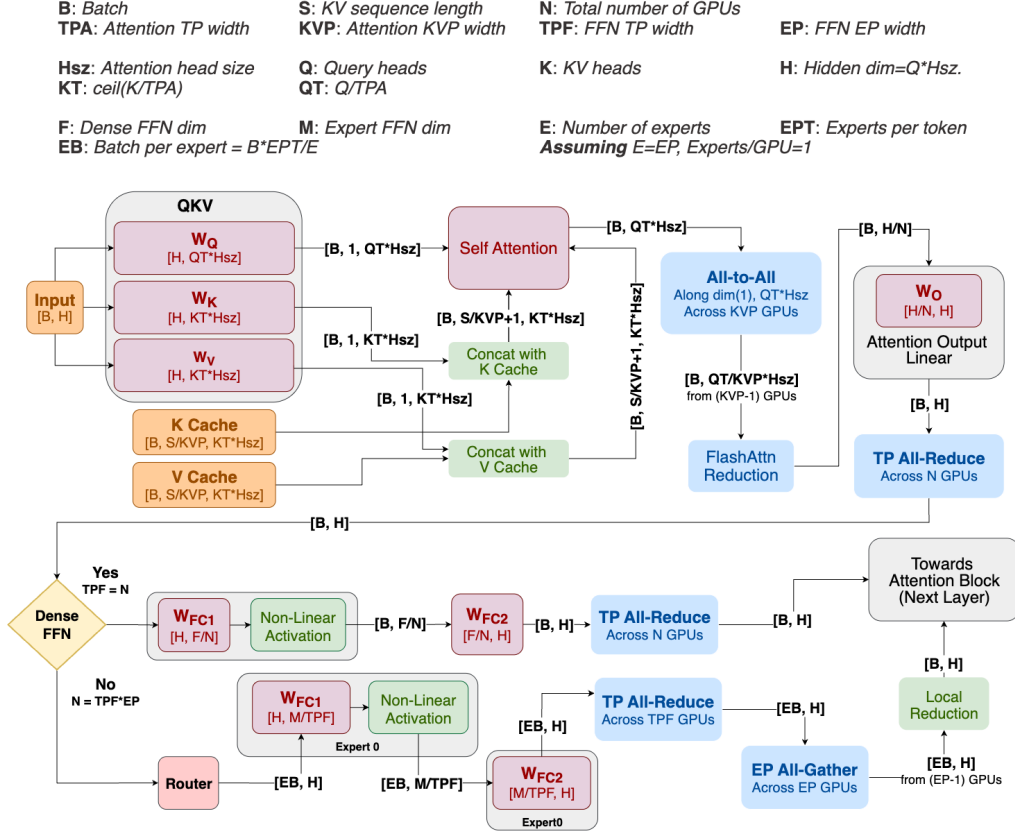 B: Batch
S: KV sequence length
N: Total number of GPUs
TPA: Attention TP width
KVP: Attention KVP width
TPF: FFN TP width
EP: FFN EP width
Hsz: Attention head size
Q: Query heads
K: KV heads
H: Hidden dim=Q*Hsz.
KT: ceil(K/TPA)
QT: Q/TPA
F: Dense FFN dim
M: Expert FFN dim
E: Number of experts
EPT: Experts per token
EB: Batch per expert = B*EPT/E
Assuming E=EP, Experts/GPU=1
QKV
Input
[B, H]
WQ
[H, QT*Hsz]
WK
[H, KT*Hsz]
WV
[H, KT*Hsz]
K Cache
[B, S/KVP, KT*Hsz]
V Cache
[B, S/KVP, KT*Hsz]
[B, 1, QT*Hsz]
[B, 1, KT*Hsz]
[B, 1, KT*Hsz]
Self Attention
[B, S/KVP+1, KT*Hsz]
Concat with
K Cache
Concat with
V Cache
[B, S/KVP+1, KT*Hsz]
[B, QT*Hsz]
All-to-All
Along dim(1), QT*Hsz
Across KVP GPUs
[B, QT/KVP*Hsz]
from (KVP-1) GPUs
FlashAttn
Reduction
[B, H/N]
WO
[H/N, H]
Attention Output
Linear
[B, H]
TP All-Reduce
Across N GPUs
[B, H]
Dense
FFN
Yes
TPF = N
WFC1
[H, F/N]
Non-Linear
Activation
[B, F/N]
WFC2
[F/N, H]
[B, H]
TP All-Reduce
Across N GPUs
[B, H]
Towards
Attention Block
(Next Layer)
No
N = TPF*EP
Router
[EB, H]
WFC1
[H, M/TPF]
Non-Linear
Activation
Expert 0
[EB, M/TPF]
WFC2
[M/TPF, H]
Expert0
[EB, H]
TP All-Reduce
Across TPF GPUs
[EB, H]
EP All-Gather
Across EP GPUs
[EB, H]
from (EP-1) GPUs
Local
Reduction
[B, H]